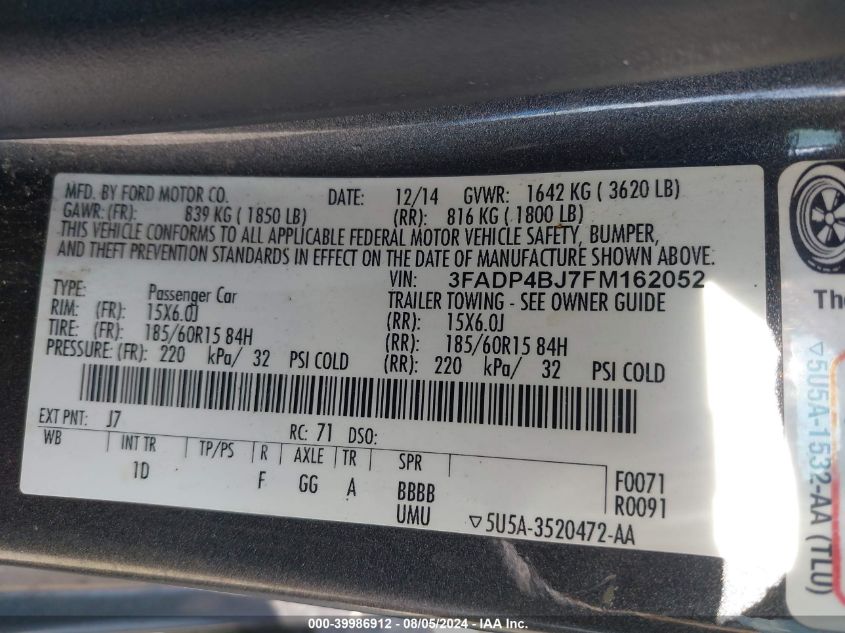 MFD. BY FORD MOTOR CO. DATE: 12/14 GVWR: 1642 KG ( 3620 LB)
GAWR: (FR): 839 KG ( 1850 LB) (RR): 816 KG ( 1800 LB)
THIS VEHICLE CONFORMS TO ALL APPLICABLE FEDERAL MOTOR VEHICLE SAFETY, BUMPER,
AND THEFT PREVENTION STANDARDS IN EFFECT ON THE DATE OF MANUFACTURE SHOWN ABOVE.
VIN: 3FADP4BJ7FM162052
TYPE: Passenger Car TRAILER TOWING - SEE OWNER GUIDE
RIM: (FR): 15X6.0J (RR): 15X6.0J
TIRE: (FR): 185/60R15 84H (RR): 185/60R15 84H
PRESSURE: (FR): 220 kPa/ 32 PSI COLD (RR): 220 kPa/ 32 PSI COLD
EXT PNT: J7 RC: 71 DSO:
WB INT TR TP/PS R AXLE TR SPR
1D F GG A BBBB F0071
UMU R0091
▽5U5A-3520472-AA
The
▽5U5A-1532-AA (TLU)
000-39986912 - 08/05/2024 - IAA Inc.